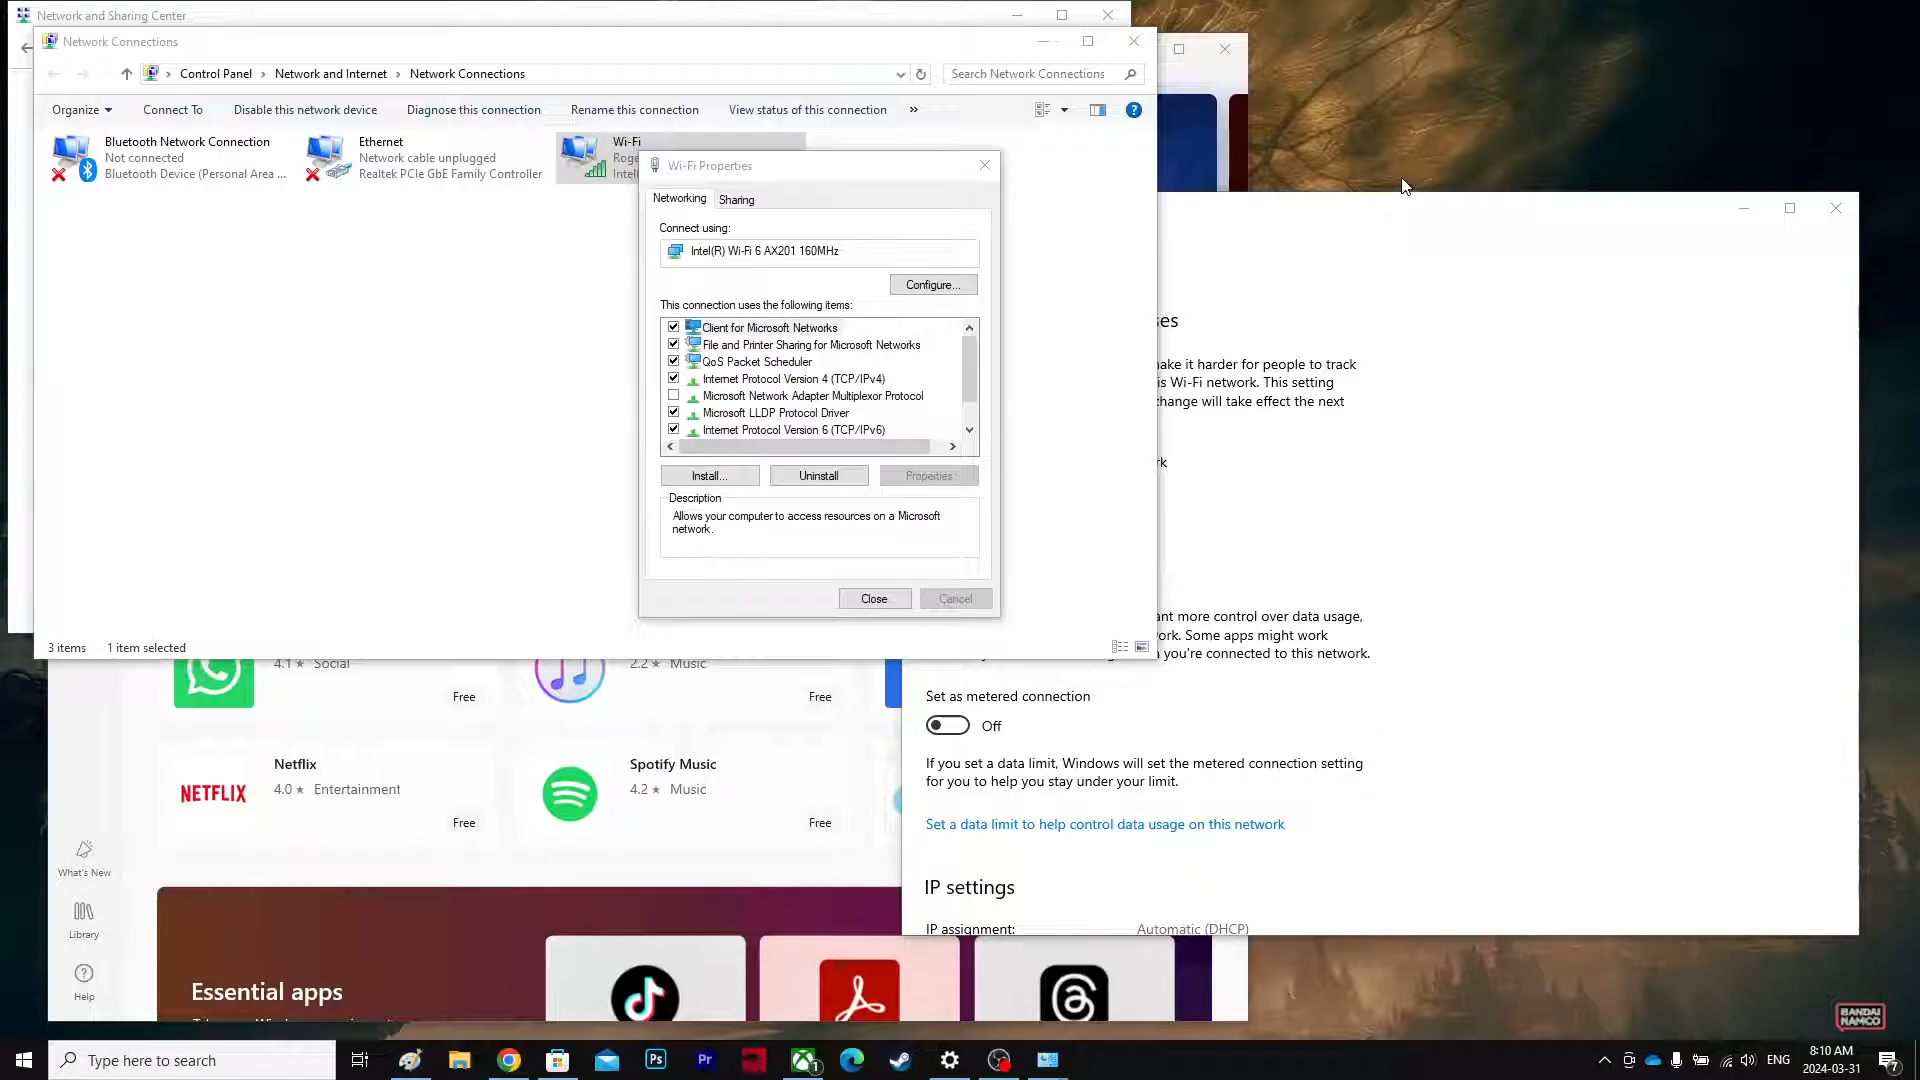 Network and Sharing Center
Network Connections
Control Panel > Network and Internet > Network Connections
Search Network Connections
Organize
Connect To
Disable this network device
Diagnose this connection
Rename this connection
View status of this connection
»
Bluetooth Network Connection
Not connected
Bluetooth Device (Personal Area ...
Ethernet
Network cable unplugged
Realtek PCIe GbE Family Controller
Wi-Fi
Roge
Intel(
Wi-Fi Properties
Networking
Sharing
Connect using:
Intel(R) Wi-Fi 6 AX201 160MHz
Configure...
This connection uses the following items:
Client for Microsoft Networks
File and Printer Sharing for Microsoft Networks
QoS Packet Scheduler
Internet Protocol Version 4 (TCP/IPv4)
Microsoft Network Adapter Multiplexor Protocol
Microsoft LLDP Protocol Driver
Internet Protocol Version 6 (TCP/IPv6)
Install...
Uninstall
Properties
Description
Allows your computer to access resources on a Microsoft
network.
Close
Cancel
3 items
1 item selected
ses
ake it harder for people to track
is Wi-Fi network. This setting
change will take effect the next
rk
ant more control over data usage,
ork. Some apps might work
you're connected to this network.
Set as metered connection
Off
If you set a data limit, Windows will set the metered connection setting
for you to help you stay under your limit.
Set a data limit to help control data usage on this network
IP settings
IP assignment:
Automatic (DHCP)
4.1 ★ Social
Free
2.2 ★ Music
Free
NETFLIX
Netflix
4.0 ★ Entertainment
Free
Spotify Music
4.2 ★ Music
Free
What's New
Library
Help
Essential apps
BANDAI
NAMCO
Type here to search
Ps
Pr
1
ENG
8:10 AM
2024-03-31
7